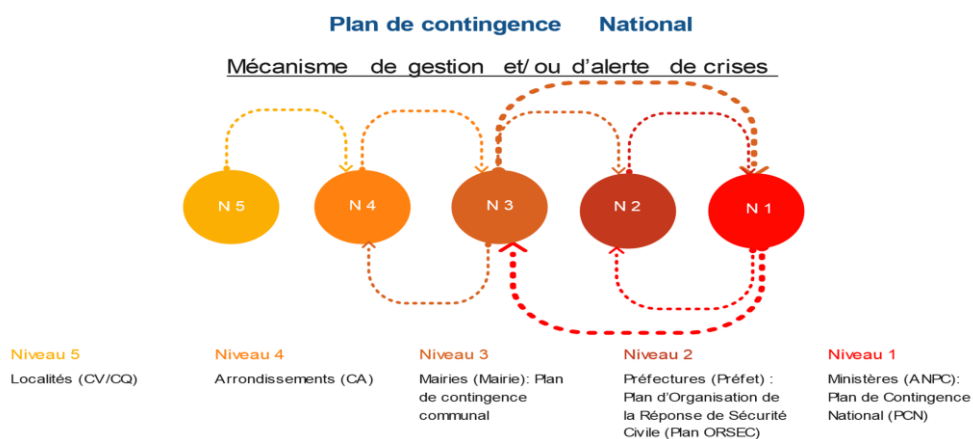 Plan de contingence National
Mécanisme de gestion et/ ou d'alerte de crises
N 5
N 4
N 3
N 2
N 1
Niveau 5
Localités (CV/CQ)
Niveau 4
Arrondissements (CA)
Niveau 3
Mairies (Mairie): Plan
de contingence
communal
Niveau 2
Préfectures (Préfet) :
Plan d'Organisation de
la Réponse de Sécurité
Civile (Plan ORSEC)
Niveau 1
Ministères (ANPC):
Plan de Contingence
National (PCN)